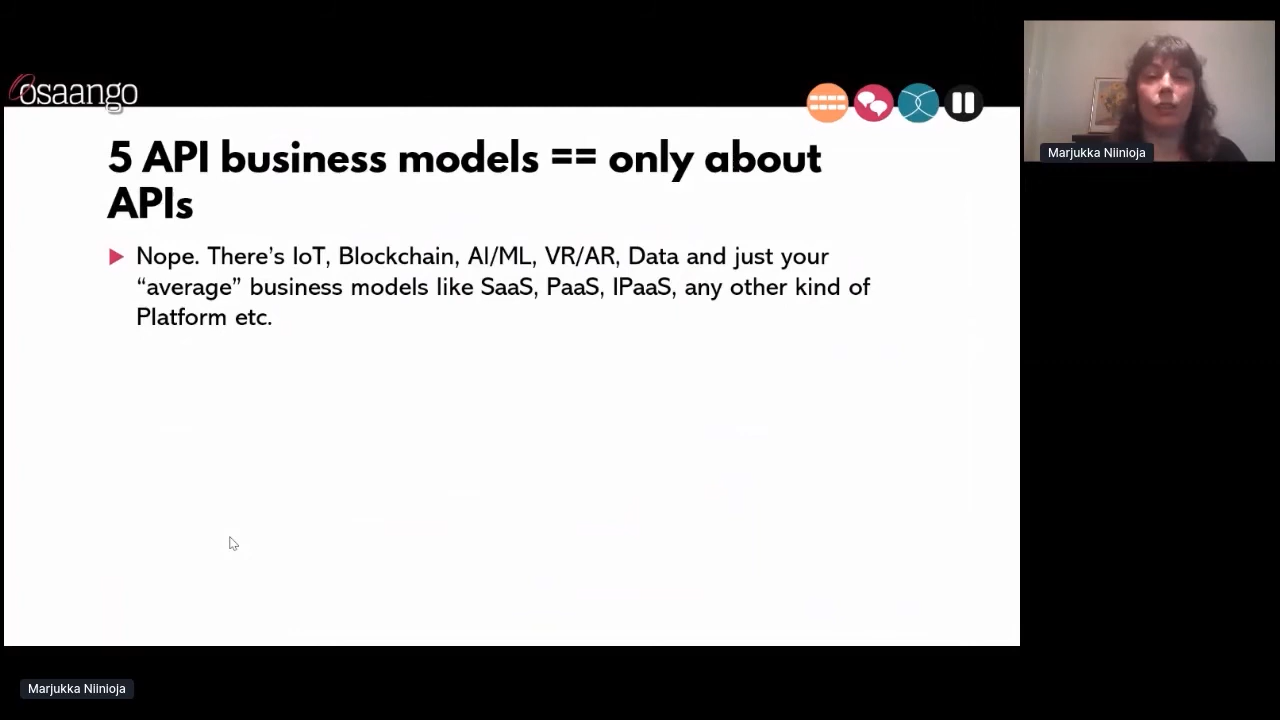 osaango
5 API business models == only about
APIs
Nope. There’s IoT, Blockchain, AI/ML, VR/AR, Data and just your
“average” business models like SaaS, PaaS, IPaaS, any other kind of
Platform etc.
Marjukka Niinioja
Marjukka Niinioja